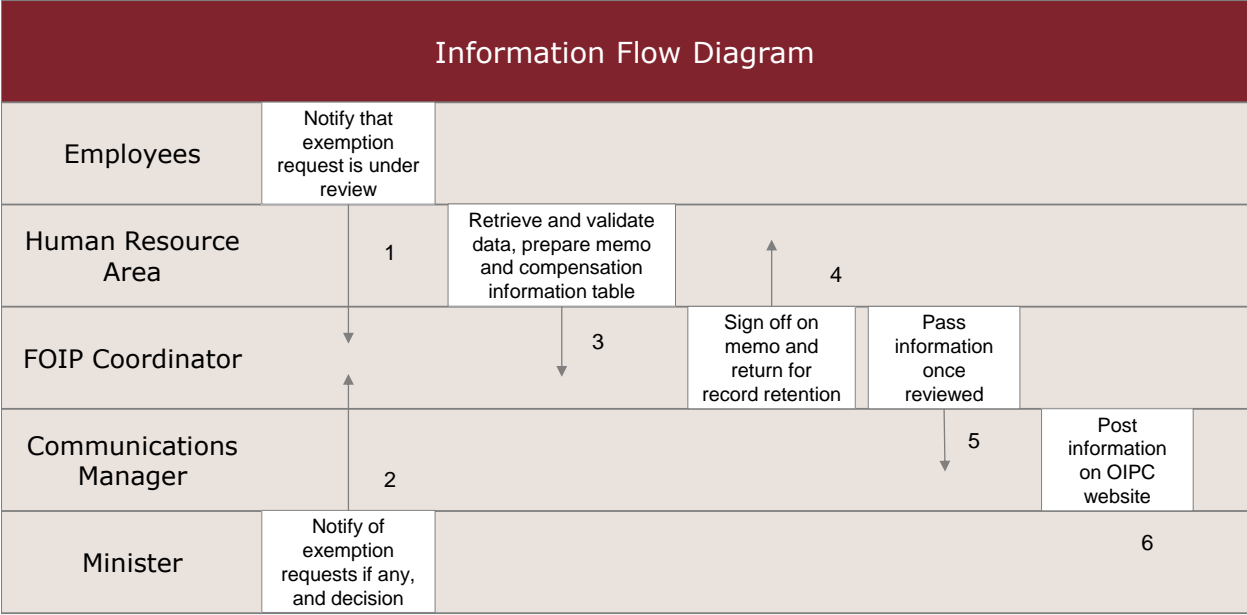 Information Flow Diagram
Employees
Notify that
exemption
request is under
review
Human Resource
Area
1
Retrieve and validate
data, prepare memo
and compensation
information table
4
FOIP Coordinator
3
Sign off on
memo and
return for
record retention
Pass
information
once
reviewed
Communications
Manager
2
5
Post
information
on OIPC
website
Minister
Notify of
exemption
requests if any,
and decision
6